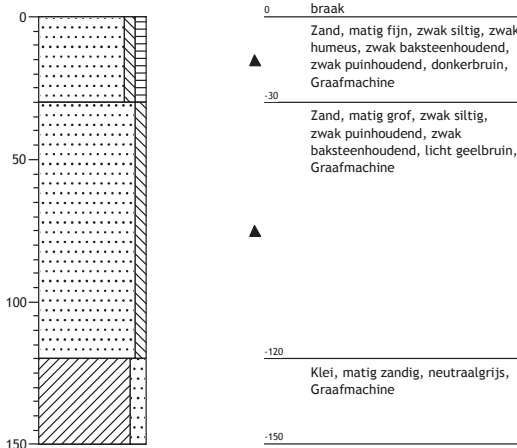 0
50
100
150
0
braak
Zand, matig fijn, zwak siltig, zwak
humeus, zwak baksteenhoudend,
zwak puinhoudend, donkerbruin,
Graafmachine
-30
Zand, matig grof, zwak siltig,
zwak puinhoudend, zwak
baksteenhoudend, licht geelbruin,
Graafmachine
-120
Klei, matig zandig, neutraalgrijs,
Graafmachine
-150